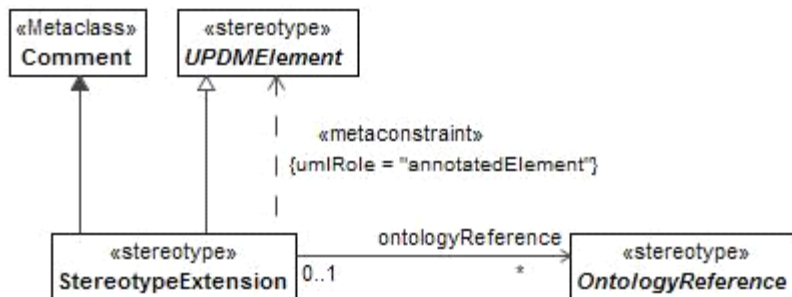 «Metaclass»
Comment
«stereotype»
UPDMElement
«metaconstraint»
{umlRole = "annotatedElement"}
«stereotype»
StereotypeExtension
ontologyReference
0..1
*
«stereotype»
OntologyReference